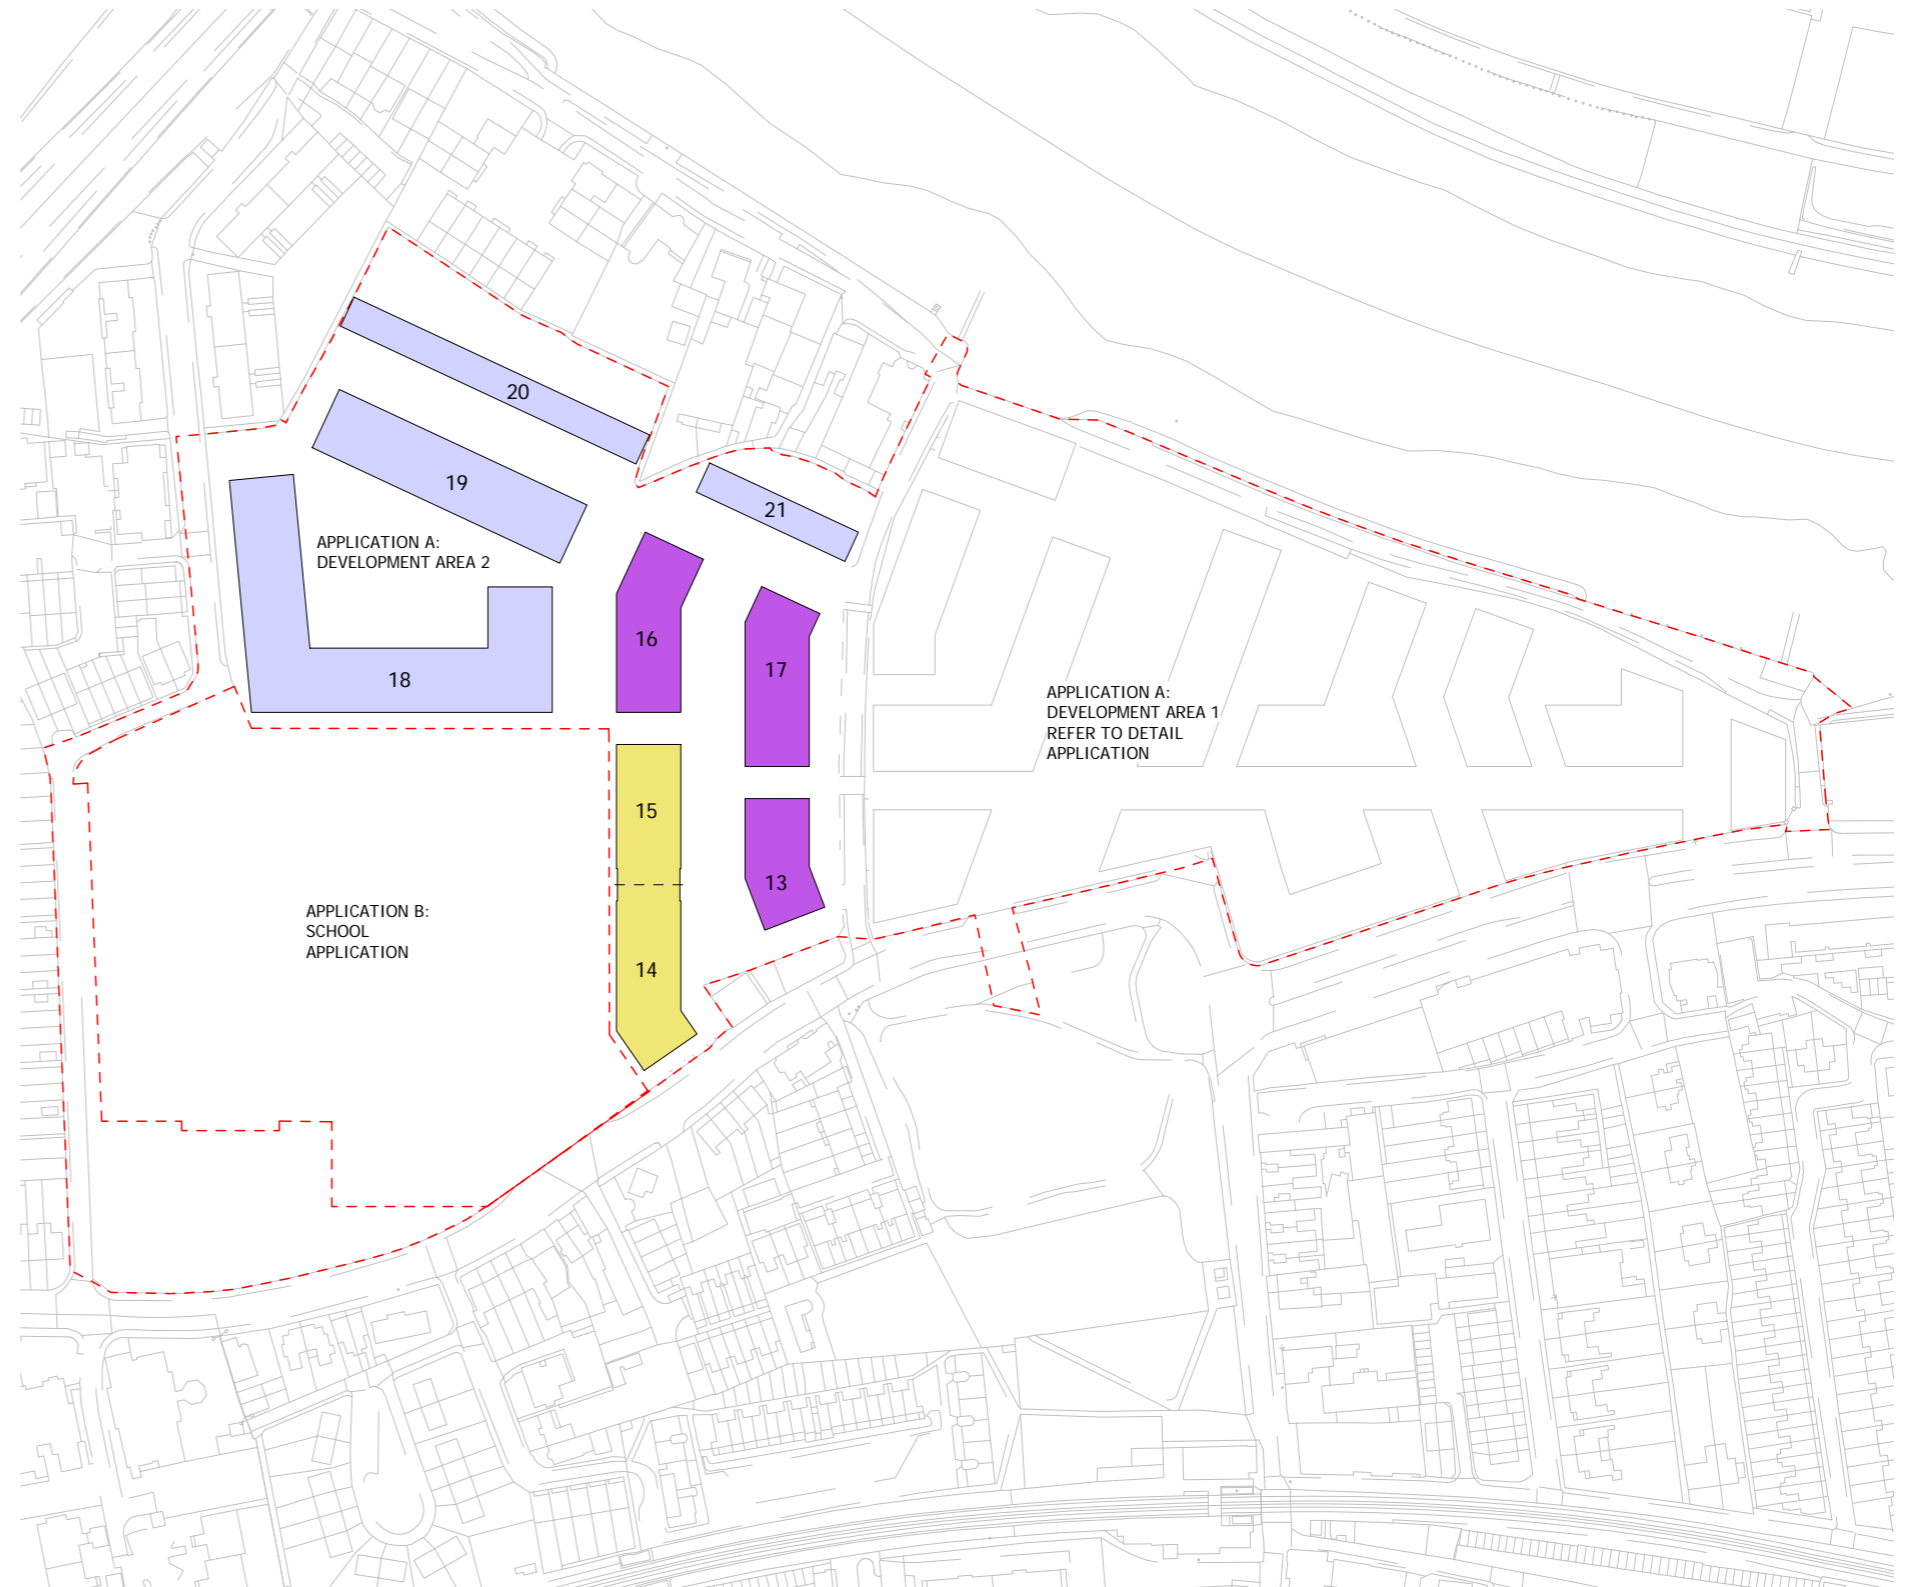 20
19
21
APPLICATION A:
DEVELOPMENT AREA 2
16
17
18
APPLICATION A:
DEVELOPMENT AREA 1
REFER TO DETAIL
APPLICATION
15
13
APPLICATION B:
SCHOOL
APPLICATION
14